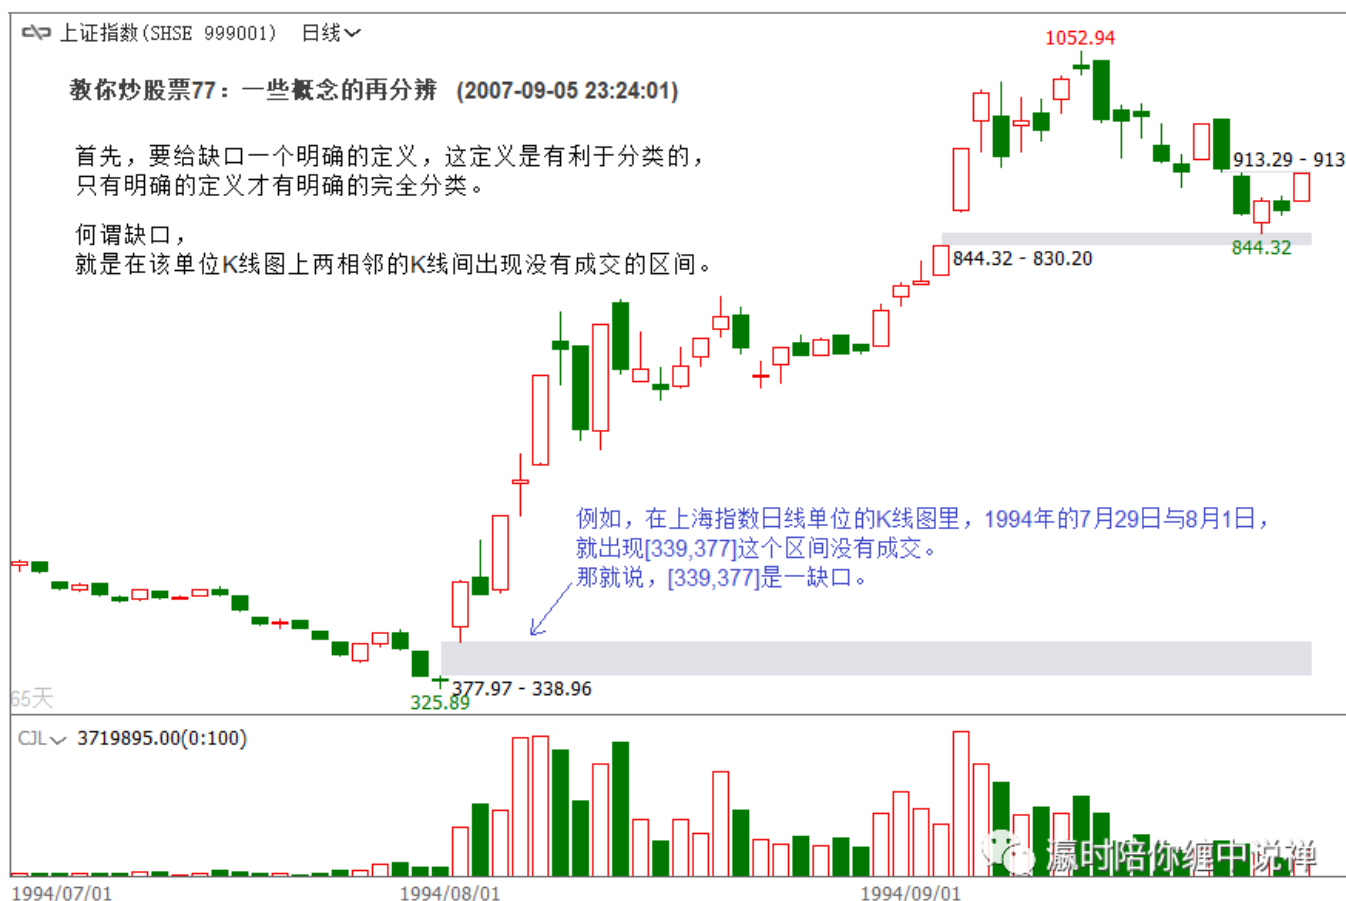 上证指数(SHSE 999001) 日线
1052.94
教你炒股票77：一些概念的再分辨 (2007-09-05 23:24:01)
首先，要给缺口一个明确的定义，这定义是有利于分类的，
只有明确的定义才有明确的完全分类。
913.29 - 913
何谓缺口，
就是在该单位K线图上两相邻的K线间出现没有成交的区间。
844.32
844.32 - 830.20
例如，在上海指数日线单位的K线图里，1994年的7月29日与8月1日，
就出现[339,377]这个区间没有成交。
那就说，[339,377]是一缺口。
377.97 - 338.96
65天
325.89
CJL 3719895.00(0:100)
瀛时陪你缠中说禅
1994/07/01
1994/08/01
1994/09/01